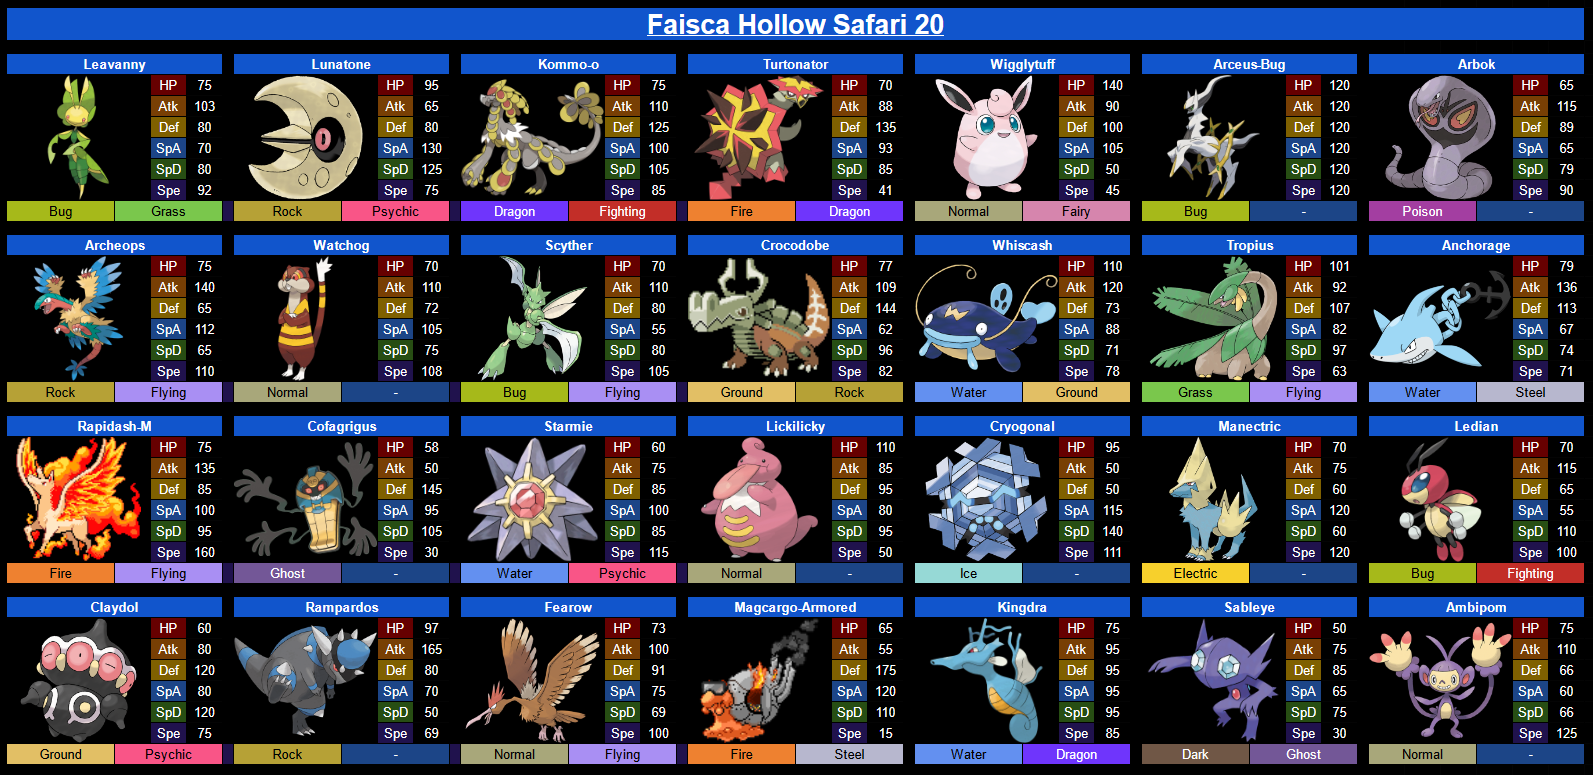 Faisca Hollow Safari 20
Leavanny Lunatone Kommo-o Turtonator Wigglytuff Arceus-Bug Arbok
HP 75 HP 95 HP 75 HP 70 HP 140 HP 120 HP 65
Atk 103 Atk 65 Atk 110 Atk 88 Atk 90 Atk 120 Atk 115
Def 80 Def 80 Def 125 Def 135 Def 100 Def 120 Def 89
SpA 70 SpA 130 SpA 100 SpA 93 SpA 105 SpA 120 SpA 65
SpD 80 SpD 125 SpD 105 SpD 85 SpD 50 SpD 120 SpD 79
Spe 92 Spe 75 Spe 85 Spe 41 Spe 45 Spe 120 Spe 90
Bug Grass Rock Psychic Dragon Fighting Fire Dragon Normal Fairy Bug - Poison -
Archeops Watchog Scyther Crocodobe Whiscash Tropius Anchorage
HP 75 HP 70 HP 70 HP 77 HP 110 HP 101 HP 79
Atk 140 Atk 110 Atk 110 Atk 109 Atk 120 Atk 92 Atk 136
Def 65 Def 72 Def 80 Def 144 Def 73 Def 107 Def 113
SpA 112 SpA 105 SpA 55 SpA 62 SpA 88 SpA 82 SpA 67
SpD 65 SpD 75 SpD 80 SpD 96 SpD 71 SpD 97 SpD 74
Spe 110 Spe 108 Spe 105 Spe 82 Spe 78 Spe 63 Spe 71
Rock Flying Normal - Bug Flying Ground Rock Water Ground Grass Flying Water Steel
Rapidash-M Cofagrigus Starmie Lickilicky Cryogonal Manectric Ledian
HP 75 HP 58 HP 60 HP 110 HP 95 HP 70 HP 70
Atk 135 Atk 50 Atk 75 Atk 85 Atk 50 Atk 75 Atk 115
Def 85 Def 145 Def 85 Def 95 Def 50 Def 60 Def 65
SpA 100 SpA 95 SpA 100 SpA 80 SpA 115 SpA 120 SpA 55
SpD 95 SpD 105 SpD 85 SpD 95 SpD 140 SpD 60 SpD 110
Spe 160 Spe 30 Spe 115 Spe 50 Spe 111 Spe 120 Spe 100
Fire Flying Ghost - Water Psychic Normal - Ice - Electric - Bug Fighting
Claydol Rampardos Fearow Magcargo-Armored Kingdra Sableye Ambipom
HP 60 HP 97 HP 73 HP 65 HP 75 HP 50 HP 75
Atk 80 Atk 165 Atk 100 Atk 55 Atk 95 Atk 75 Atk 110
Def 120 Def 80 Def 91 Def 175 Def 95 Def 85 Def 66
SpA 80 SpA 70 SpA 75 SpA 120 SpA 95 SpA 65 SpA 60
SpD 120 SpD 50 SpD 69 SpD 110 SpD 95 SpD 75 SpD 66
Spe 75 Spe 69 Spe 100 Spe 15 Spe 85 Spe 30 Spe 125
Ground Psychic Rock - Normal Flying Fire Steel Water Dragon Dark Ghost Normal -